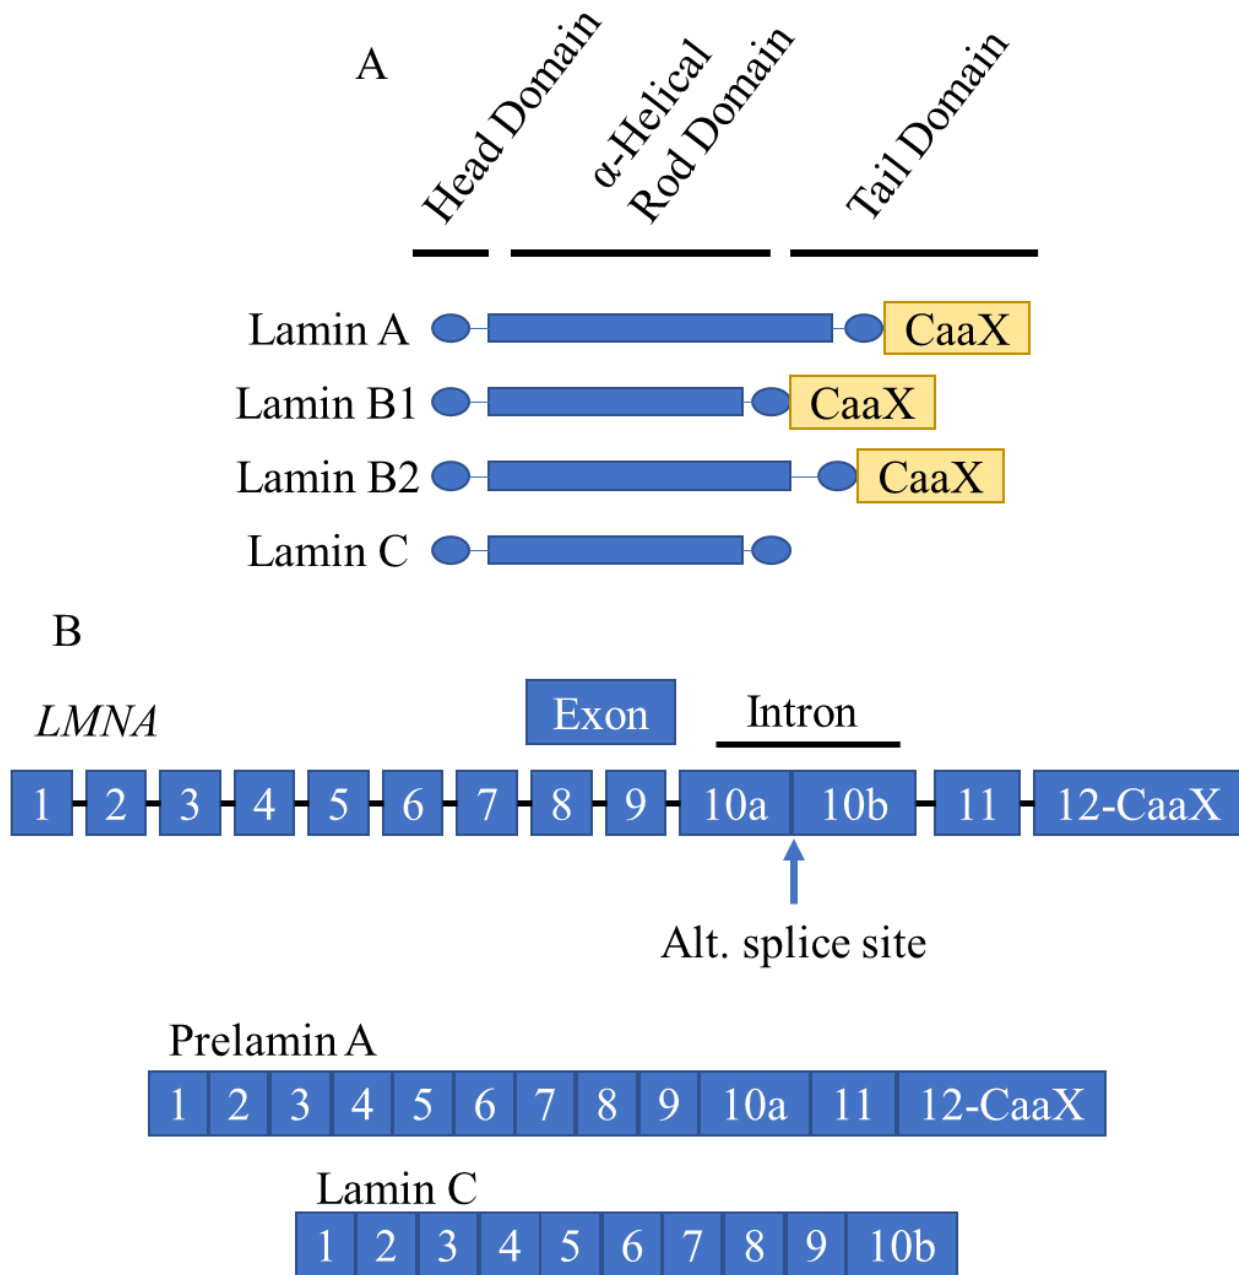 A
Head Domain
α-Helical
Rod Domain
Tail Domain
Lamin A
CaaX
Lamin B1
CaaX
Lamin B2
CaaX
Lamin C
B
LMNA
Exon
Intron
1 2 3 4 5 6 7 8 9 10a 10b 11 12-CaaX
Alt. splice site
Prelamin A
1 2 3 4 5 6 7 8 9 10a 11 12-CaaX
Lamin C
1 2 3 4 5 6 7 8 9 10b